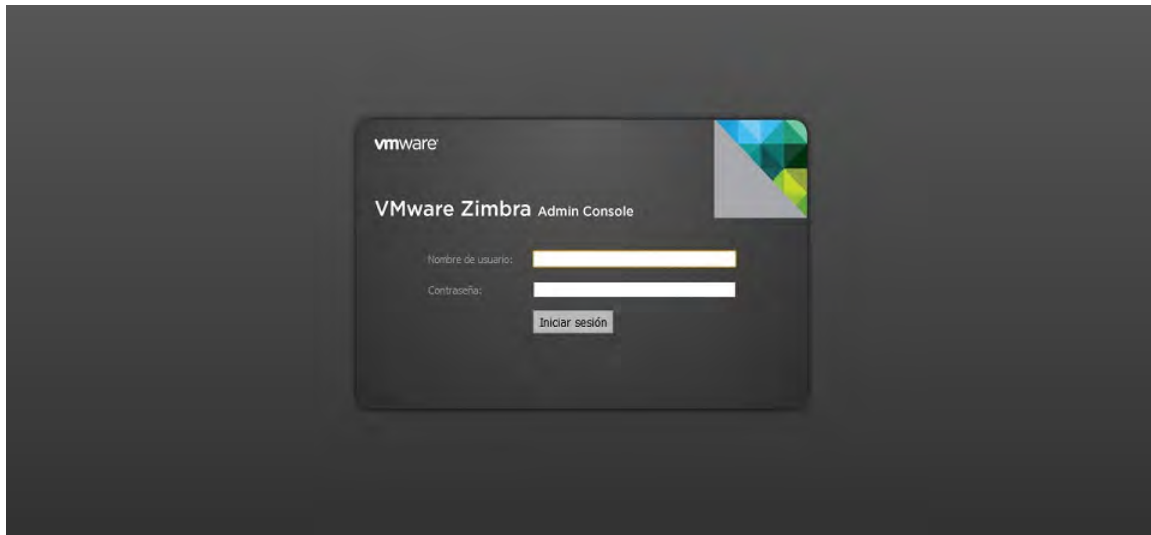 vmware
VMware Zimbra Admin Console
Nombre de usuario:
Contraseña:
Iniciar sesión